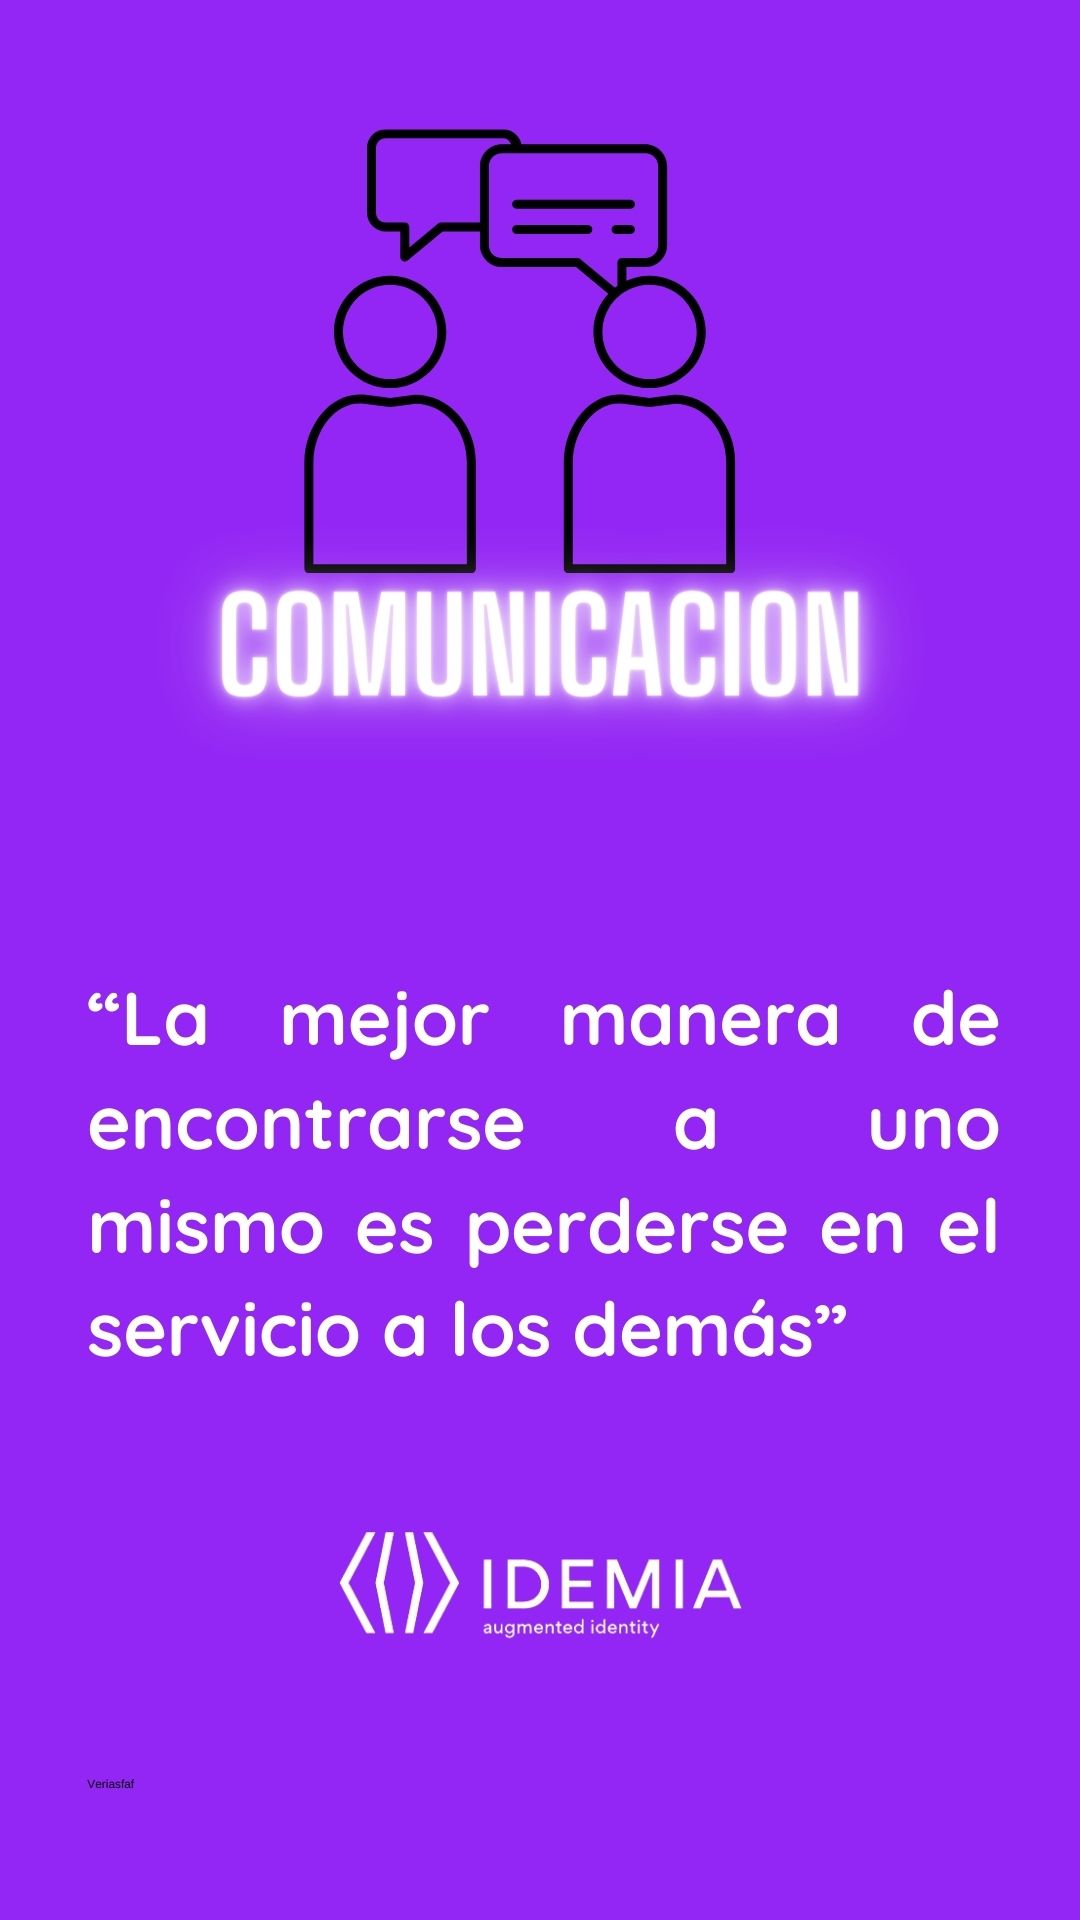 COMUNICACION
“La mejor manera de
encontrarse a uno
mismo es perderse en el
servicio a los demás”
IDEMIA
augmented identity
Veriasfaf